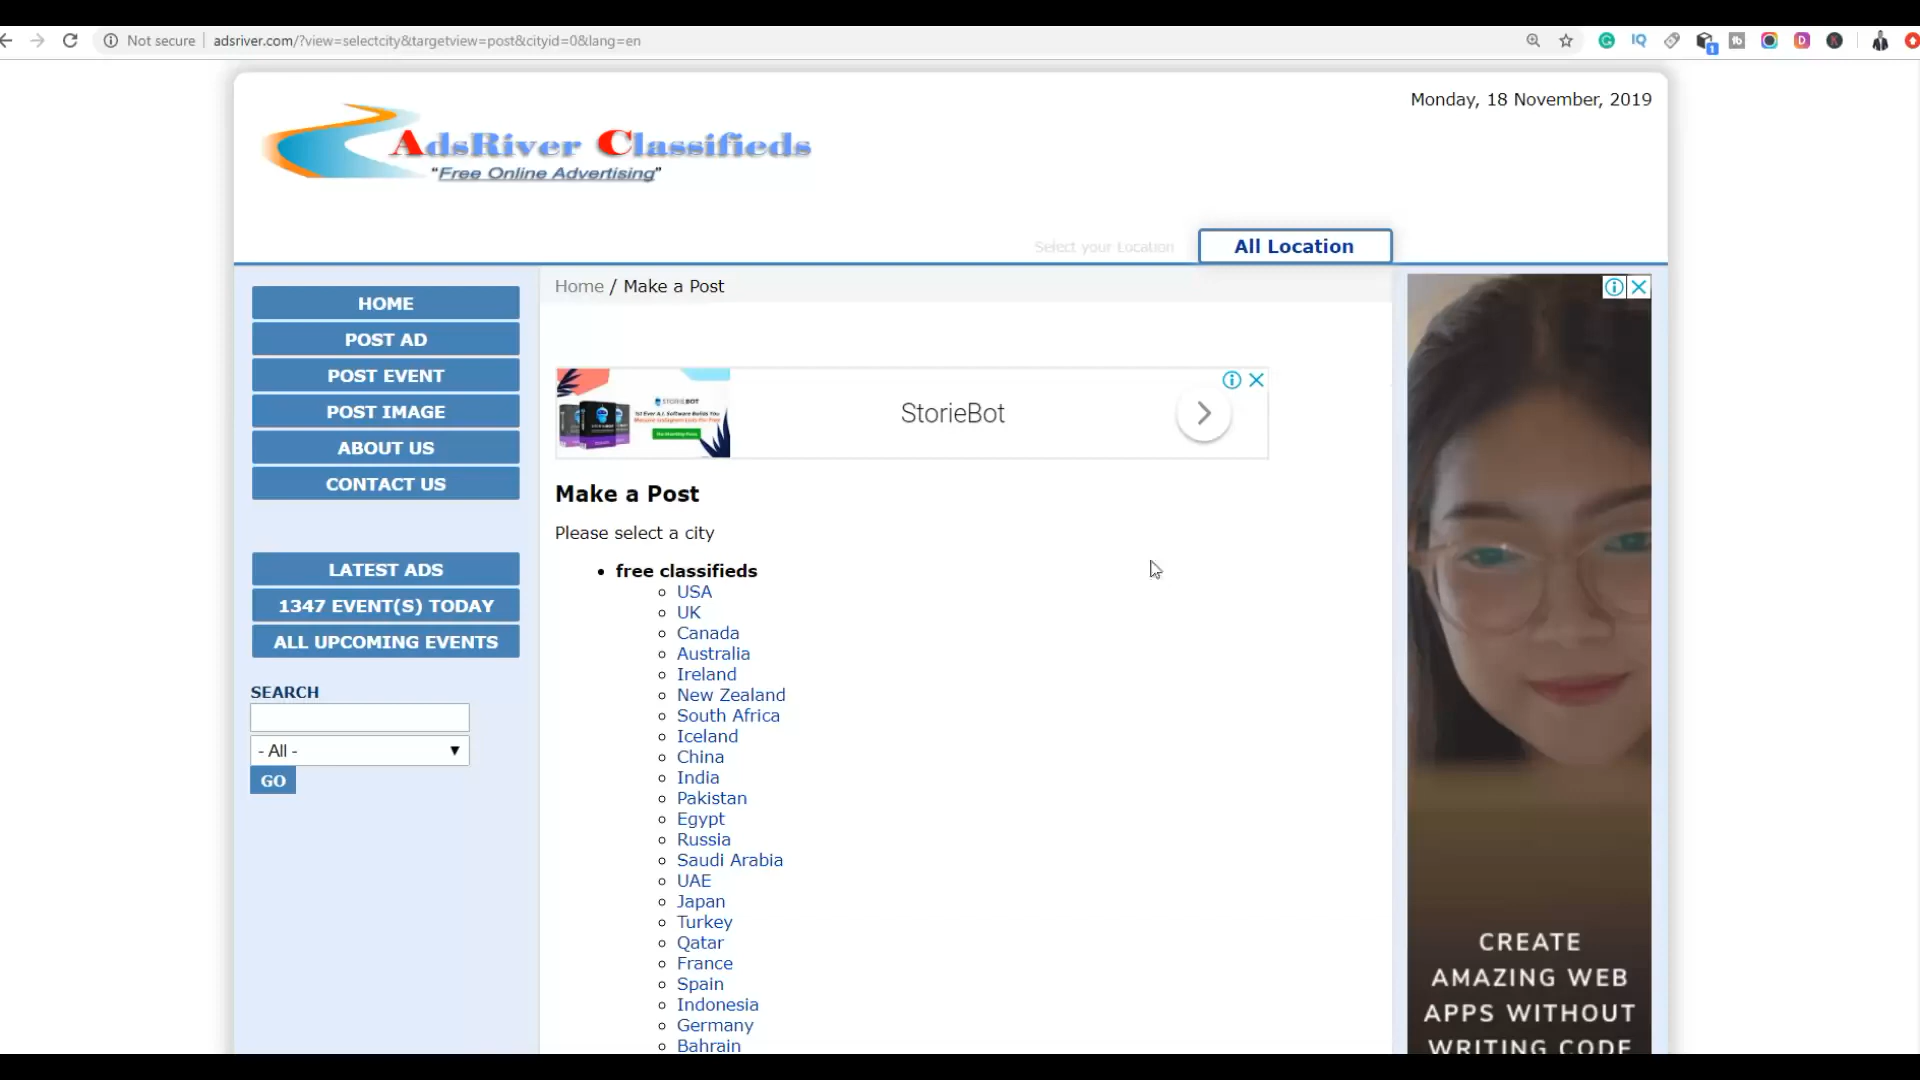 Not secure
adsriver.com/?view=selectcity&targetview=post&cityid=0&lang=en
Monday, 18 November, 2019
AdsRiver Classifieds
"Free Online Advertising"
Select your Location
All Location
HOME
POST AD
POST EVENT
POST IMAGE
ABOUT US
CONTACT US
LATEST ADS
1347 EVENT(S) TODAY
ALL UPCOMING EVENTS
SEARCH
- All -
GO
Home / Make a Post
STORIEBOT
StorieBot
Make a Post
Please select a city
free classifieds
USA
UK
Canada
Australia
Ireland
New Zealand
South Africa
Iceland
China
India
Pakistan
Egypt
Russia
Saudi Arabia
UAE
Japan
Turkey
Qatar
France
Spain
Indonesia
Germany
Bahrain
CREATE
AMAZING WEB
APPS WITHOUT
WRITING CODE